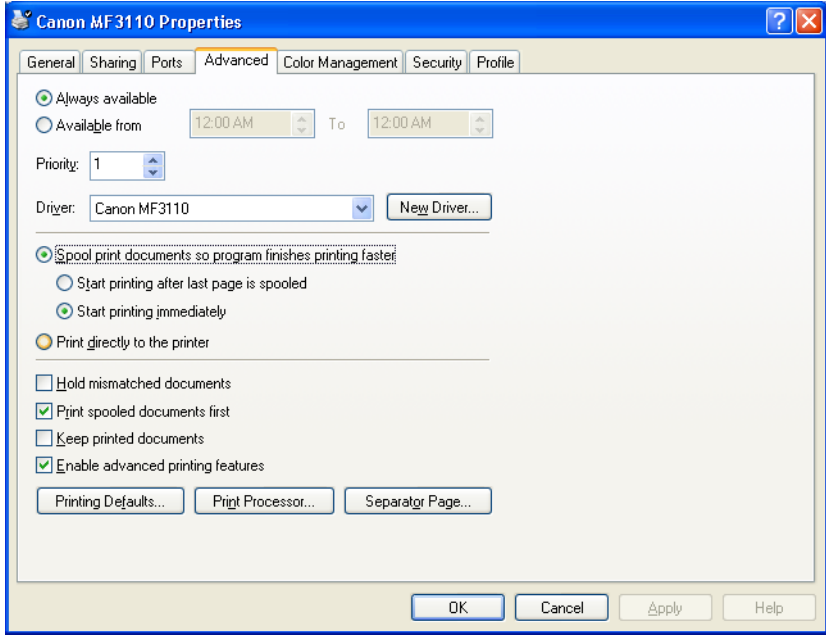 Canon MF3110 Properties
General Sharing Ports Advanced Color Management Security Profile
Always available
Available from 12:00 AM To 12:00 AM
Priority: 1
Driver: Canon MF3110 New Driver...
Spool print documents so program finishes printing faster
Start printing after last page is spooled
Start printing immediately
Print directly to the printer
Hold mismatched documents
Print spooled documents first
Keep printed documents
Enable advanced printing features
Printing Defaults... Print Processor... Separator Page...
OK Cancel Apply Help